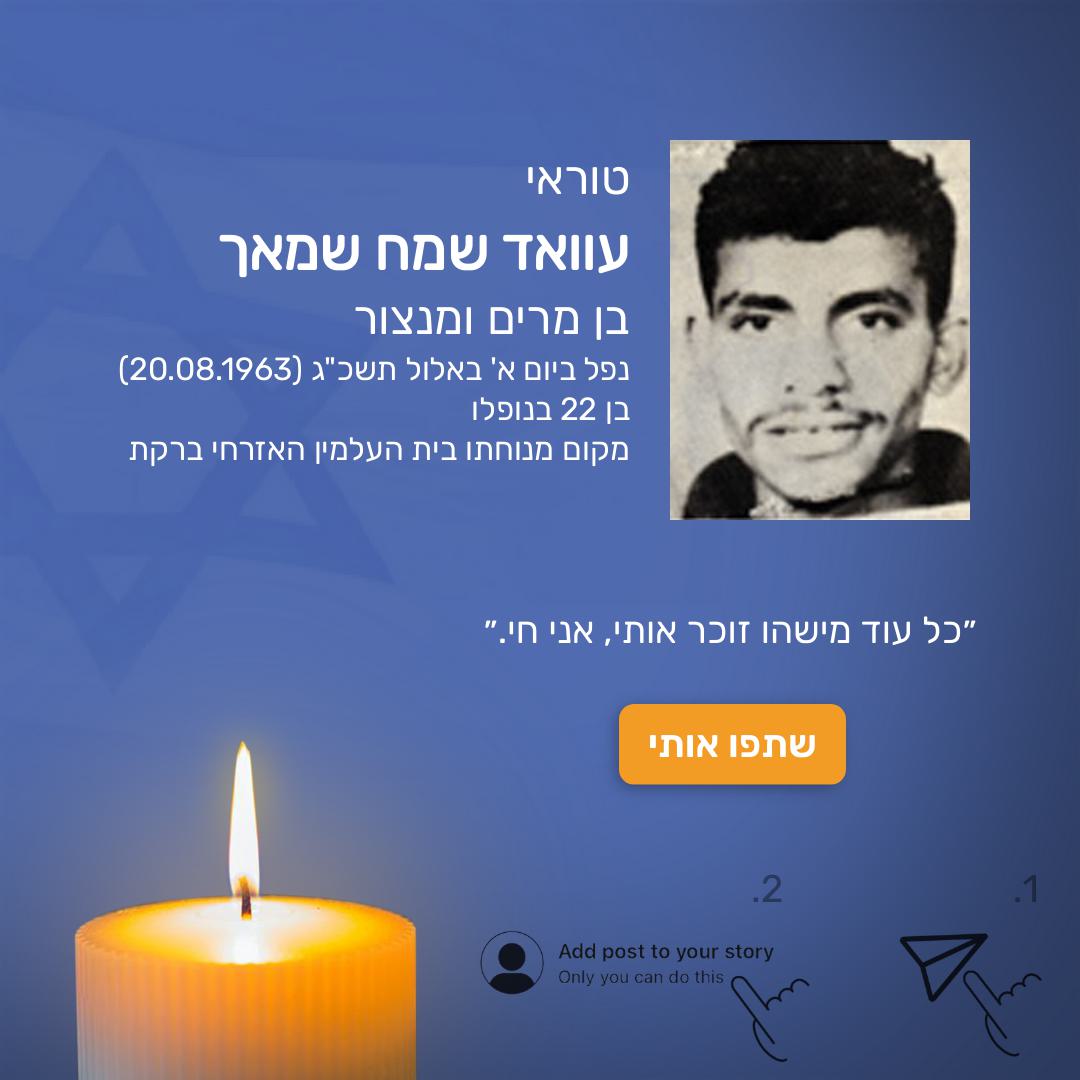 טוראי
עוואד שמח שמאך
בן מרים ומנצור
נפל ביום א' באלול תשכ"ג (20.08.1963)
בן 22 בנופלו
מקום מנוחתו בית העלמין האזרחי ברקת
״כל עוד מישהו זוכר אותי, אני חי.״
שתפו אותי
.1
.2
Add post to your story
Only you can do this